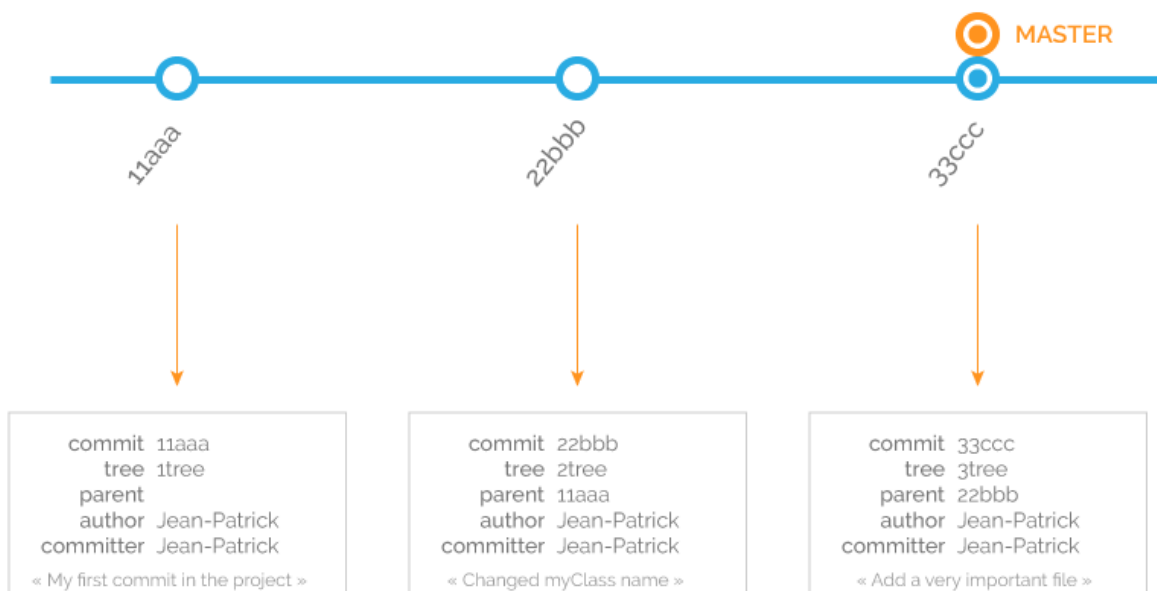 MASTER
11aaa
22bbb
33ccc
commit 11aaa
tree 1tree
parent
author Jean-Patrick
committer Jean-Patrick
« My first commit in the project »
commit 22bbb
tree 2tree
parent 11aaa
author Jean-Patrick
committer Jean-Patrick
« Changed myClass name »
commit 33ccc
tree 3tree
parent 22bbb
author Jean-Patrick
committer Jean-Patrick
« Add a very important file »